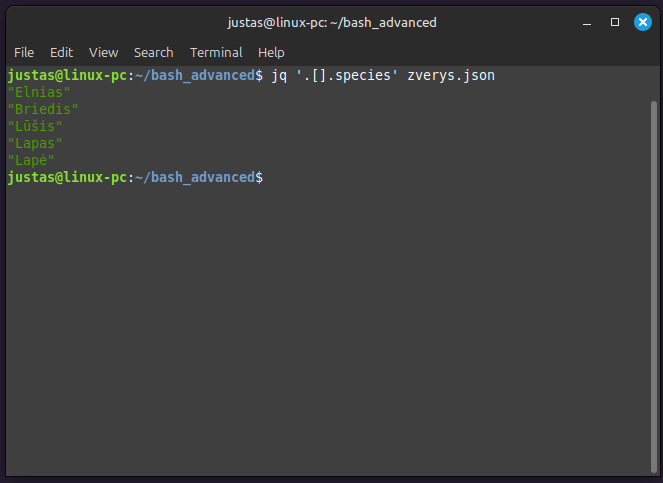 justas@linux-pc: ~/bash_advanced
File Edit View Search Terminal Help
justas@linux-pc:~/bash_advanced$ jq '.[].species' zverys.json
"Elnias"
"Briedis"
"Lūšis"
"Lapas"
"Lapė"
justas@linux-pc:~/bash_advanced$